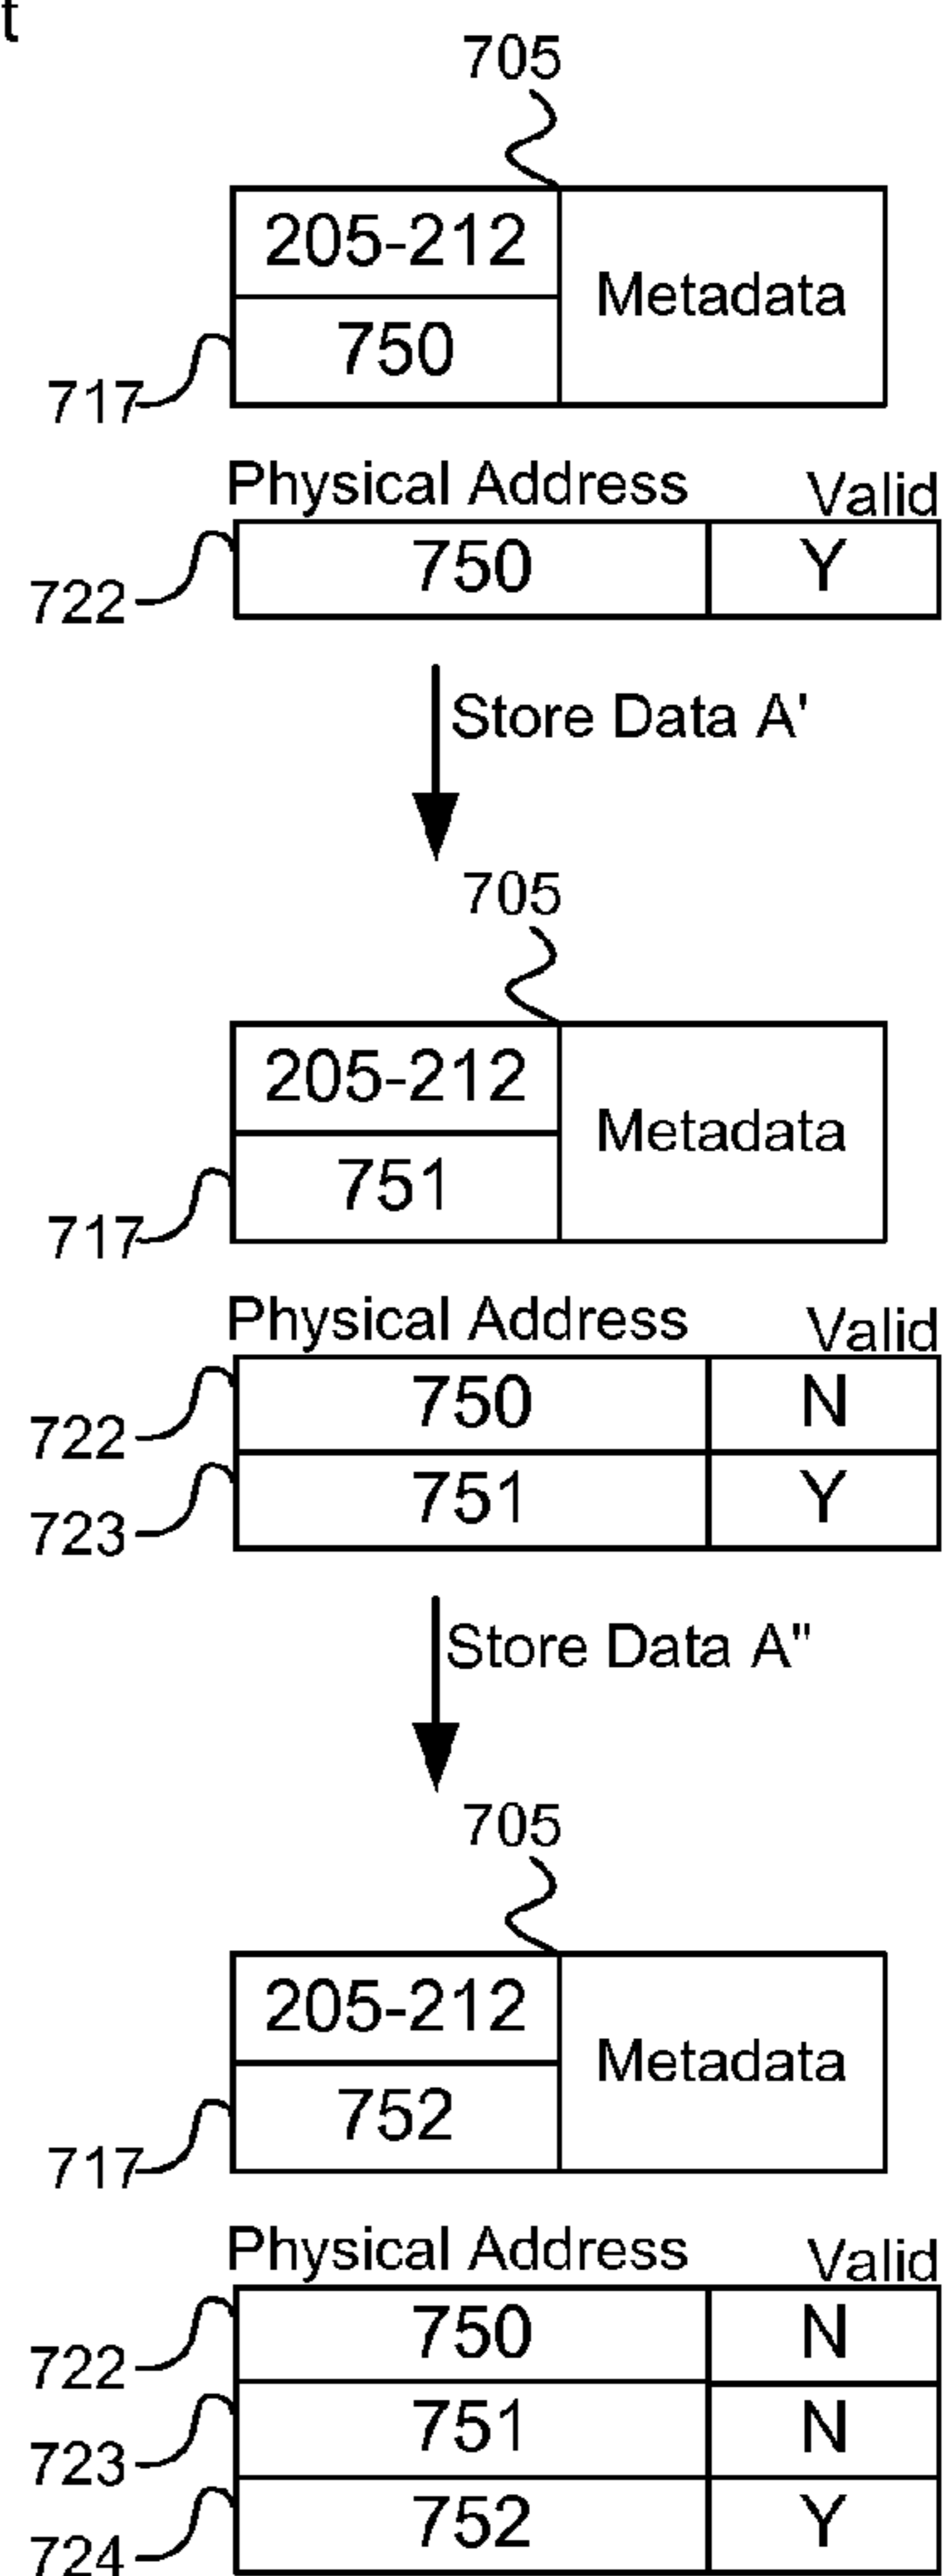 t
705
205-212
Metadata
750
717
Physical Address Valid
722 750 Y
Store Data A'
705
205-212
Metadata
751
717
Physical Address Valid
722 750 N
723 751 Y
Store Data A"
705
205-212
Metadata
752
717
Physical Address Valid
722 750 N
723 751 N
724 752 Y